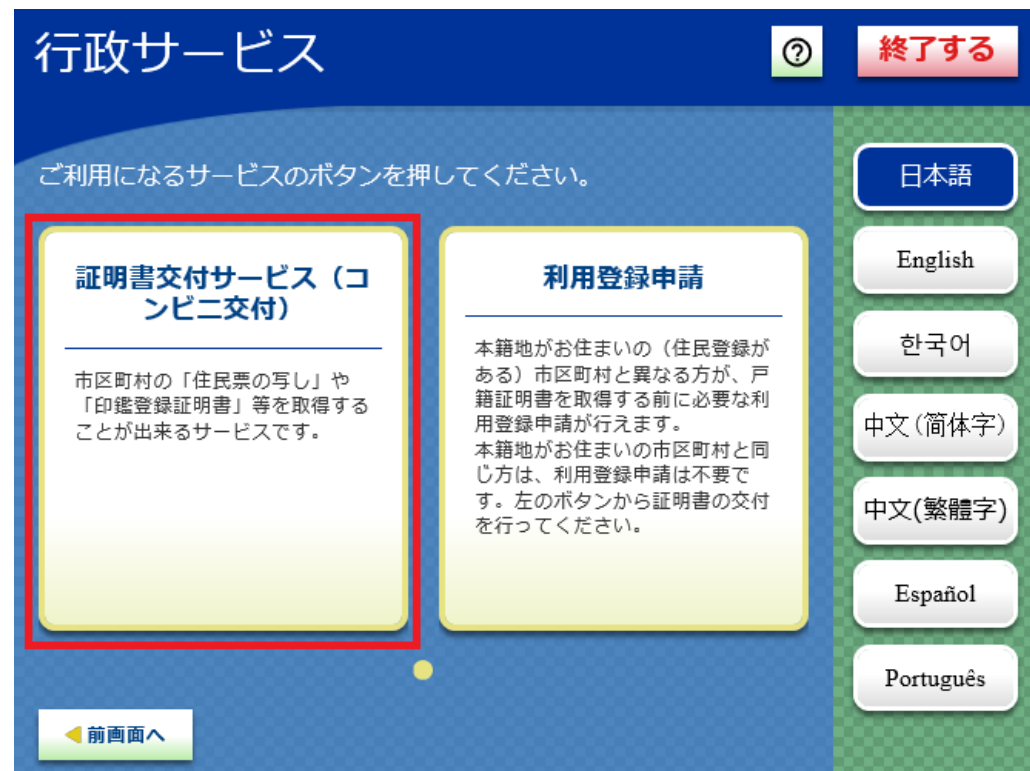 行政サービス
?
終了する
ご利用になるサービスのボタンを押してください。
証明書交付サービス（コ
ンビニ交付）
市区町村の「住民票の写し」や
「印鑑登録証明書」等を取得する
ことが出来るサービスです。
利用登録申請
本籍地がお住まいの（住民登録が
ある）市区町村と異なる方が、戸
籍証明書を取得する前に必要な利
用登録申請が行えます。
本籍地がお住まいの市区町村と同
じ方は、利用登録申請は不要で
す。左のボタンから証明書の交付
を行ってください。
日本語
English
한국어
中文(简体字)
中文(繁體字)
Español
Português
前画面へ